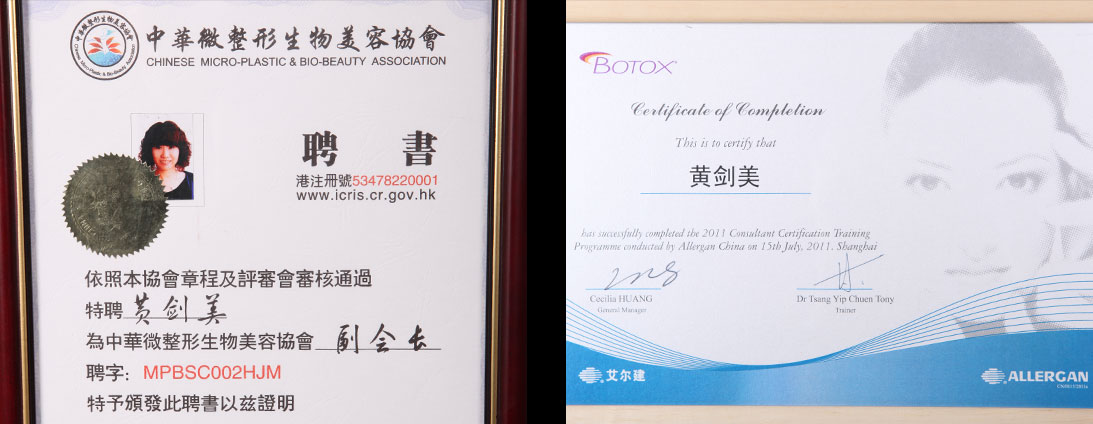 中華微整形生物美容協會
CHINESE MICRO-PLASTIC & BIO-BEAUTY ASSOCIATION
聘書
港注冊號53478220001
www.icris.cr.gov.hk
依照本協會章程及評審會審核通過
特聘 黄剑美
為中華微整形生物美容協會 副会长
聘字: MPBSC002HJM
特予頒發此聘書以兹證明
BOTOX
Certificate of Completion
This is to certify that
黄剑美
has successfully completed the 2011 Consultant Certification Training
Programme conducted by Allergan China on 15th July, 2011. Shanghai
Cecilia HUANG
General Manager
Dr Tsang Yip Chuen Tony
Trainer
艾尔建
ALLERGAN